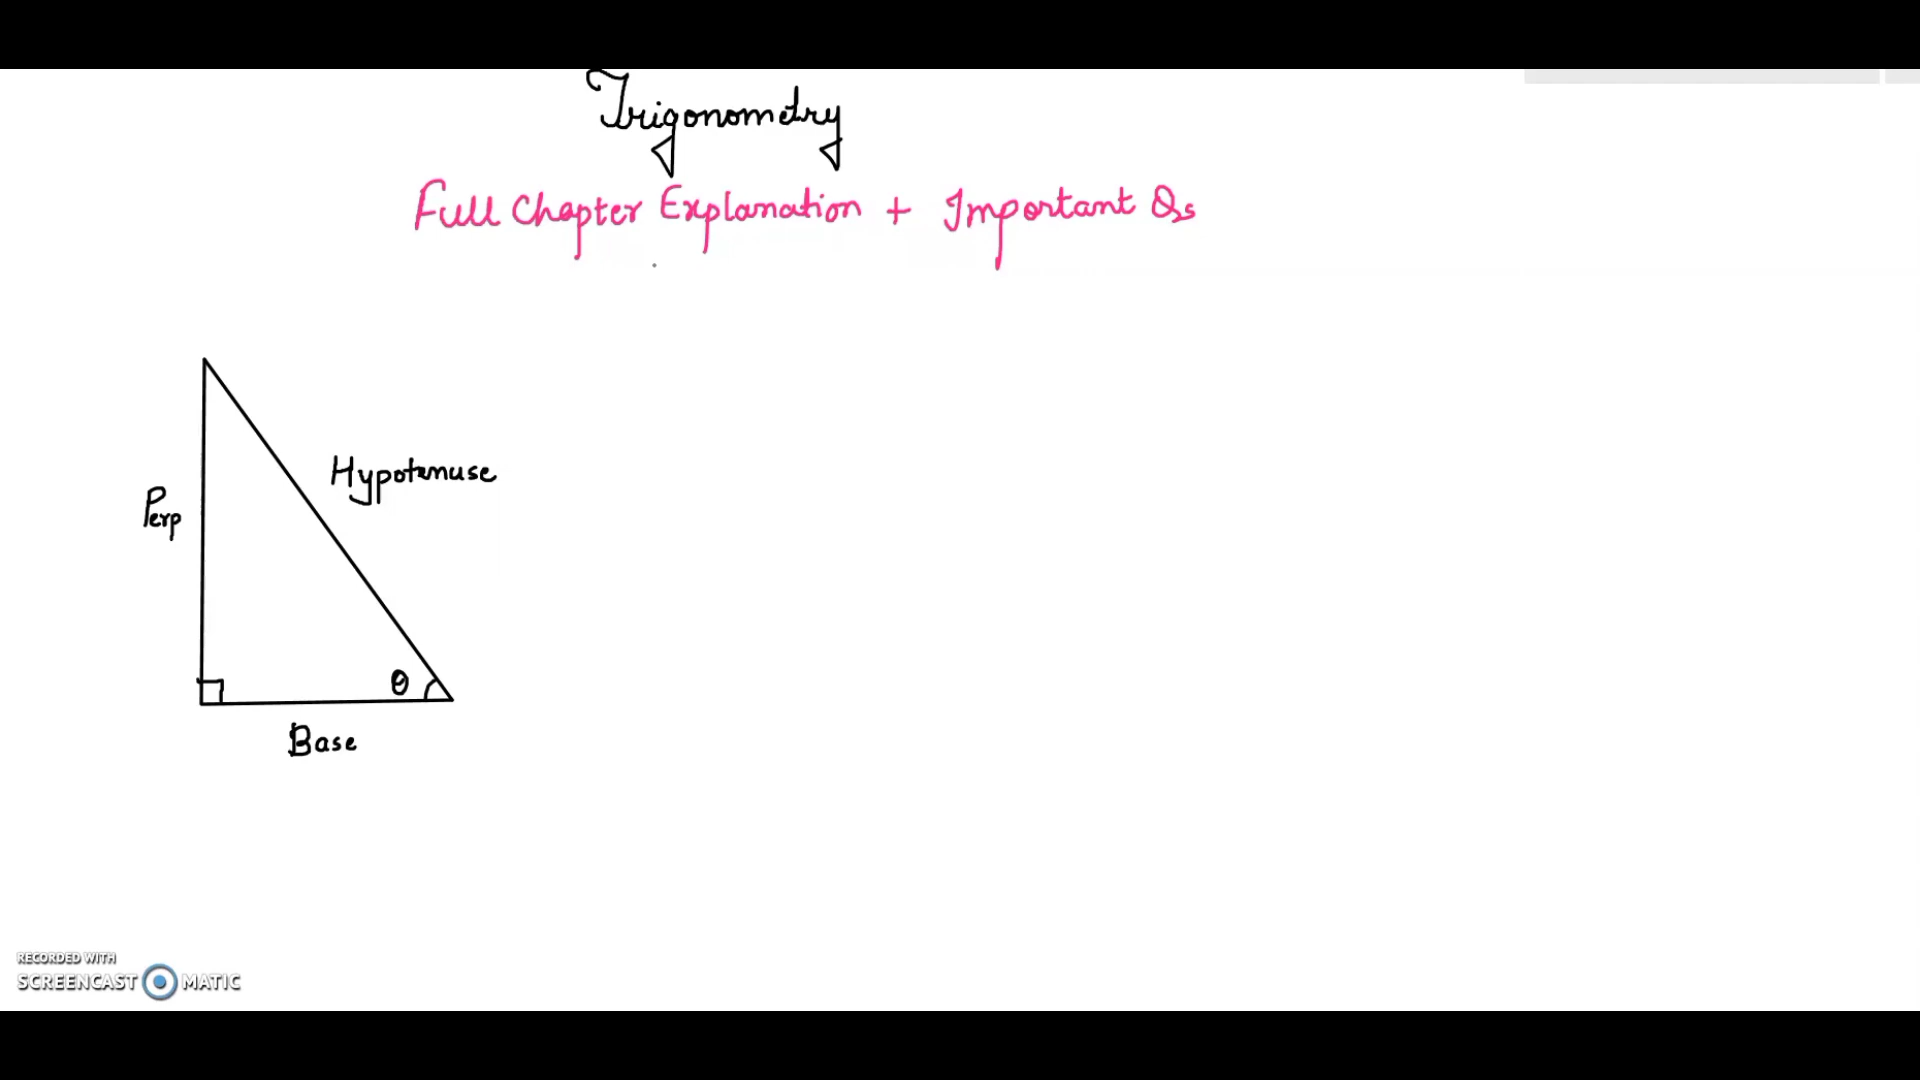 Trigonometry
Full Chapter Explanation + Important Qs
Hypotenuse
Perp
θ
Base
RECORDED WITH
SCREENCAST MATIC